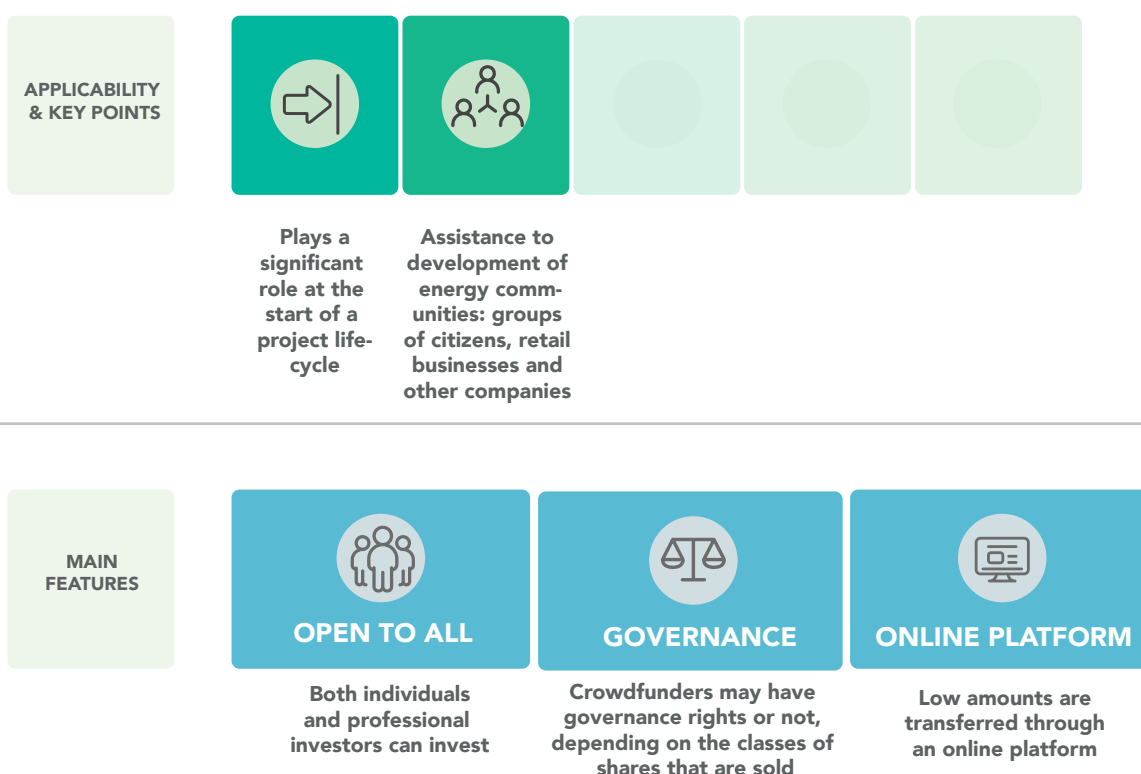 APPLICABILITY
& KEY POINTS
Plays a
significant
role at the
start of a
project life-
cycle
Assistance to
development of
energy comm-
unities: groups
of citizens, retail
businesses and
other companies
MAIN
FEATURES
OPEN TO ALL
Both individuals
and professional
investors can invest
GOVERNANCE
Crowdfunders may have
governance rights or not,
depending on the classes of
shares that are sold
ONLINE PLATFORM
Low amounts are
transferred through
an online platform